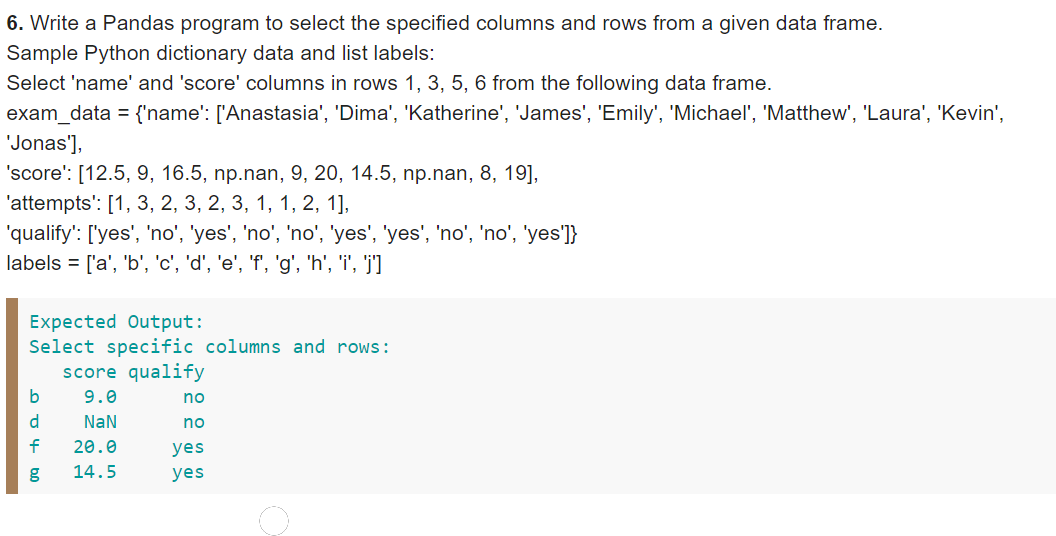 6. Write a Pandas program to select the specified columns and rows from a given data frame.
Sample Python dictionary data and list labels:
Select 'name' and 'score' columns in rows 1, 3, 5, 6 from the following data frame.
exam_data = {'name': ['Anastasia', 'Dima', 'Katherine', 'James', 'Emily', 'Michael', 'Matthew', 'Laura', 'Kevin',
'Jonas'],
'score': [12.5, 9, 16.5, np.nan, 9, 20, 14.5, np.nan, 8, 19],
'attempts': [1, 3, 2, 3, 2, 3, 1, 1, 2, 1],
'qualify': ['yes', 'no', 'yes', 'no', 'no', 'yes', 'yes', 'no', 'no', 'yes']}
labels = ['a', 'b', 'c', 'd', 'e', 'f', 'g', 'h', 'i', 'j']
Expected Output:
Select specific columns and rows:
score qualify
b 9.0 no
d NaN no
f 20.0 yes
g 14.5 yes